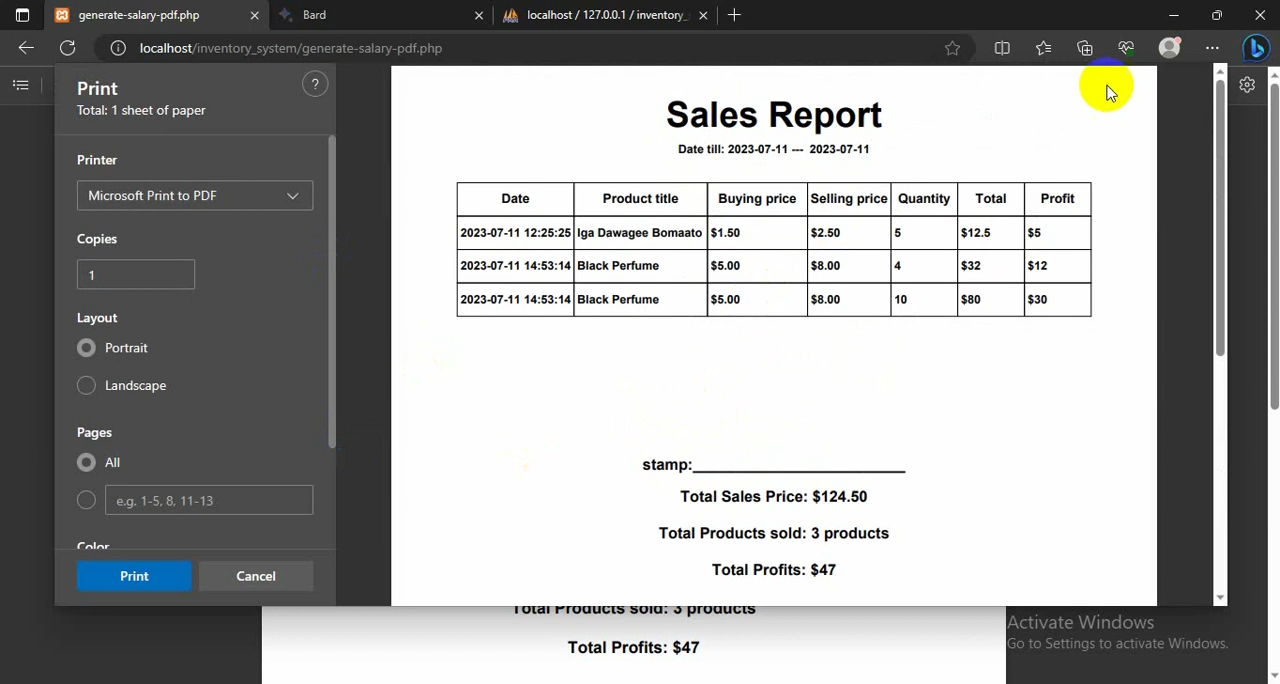 generate-salary-pdf.php
Bard
localhost / 127.0.0.1 / inventory_
localhost/inventory_system/generate-salary-pdf.php
Print
Total: 1 sheet of paper
?
Printer
Microsoft Print to PDF
Copies
1
Layout
Portrait
Landscape
Pages
All
e.g. 1-5, 8, 11-13
Color
Print Cancel
Sales Report
Date till: 2023-07-11 --- 2023-07-11
Date Product title Buying price Selling price Quantity Total Profit
2023-07-11 12:25:25 Iga Dawagee Bomaato $1.50 $2.50 5 $12.5 $5
2023-07-11 14:53:14 Black Perfume $5.00 $8.00 4 $32 $12
2023-07-11 14:53:14 Black Perfume $5.00 $8.00 10 $80 $30
stamp:_________________________
Total Sales Price: $124.50
Total Products sold: 3 products
Total Profits: $47
Total Products sold: 3 products
Total Profits: $47
Activate Windows
Go to Settings to activate Windows.